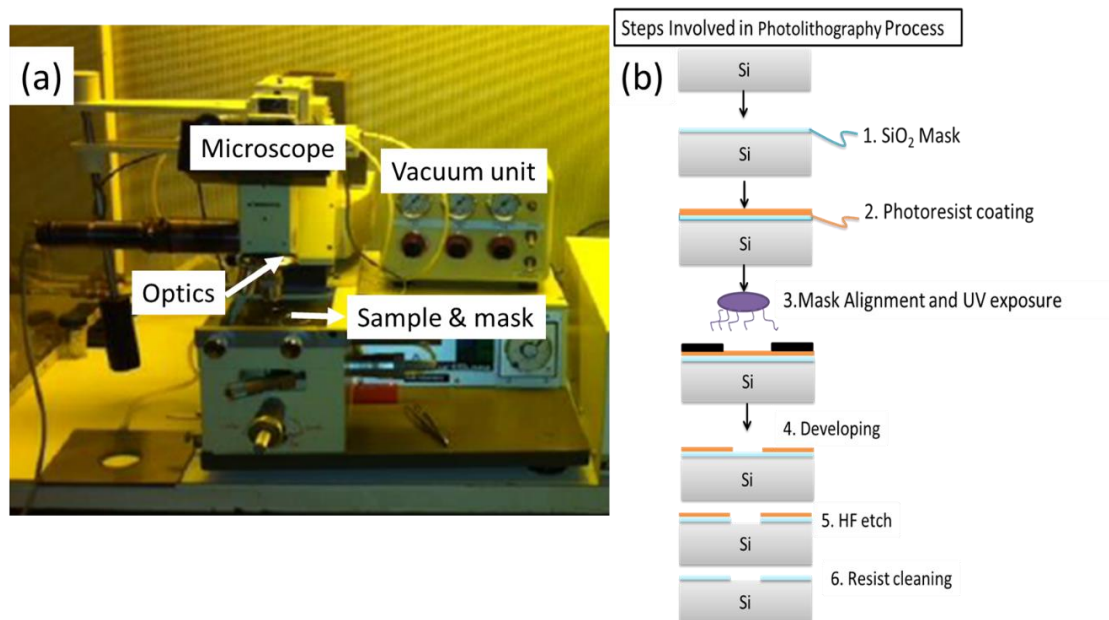 (a)
Microscope
Vacuum unit
Optics
Sample & mask
Steps Involved in Photolithography Process
(b)
Si
1. SiO₂ Mask
Si
2. Photoresist coating
Si
3.Mask Alignment and UV exposure
Si
4. Developing
Si
5. HF etch
Si
6. Resist cleaning
Si